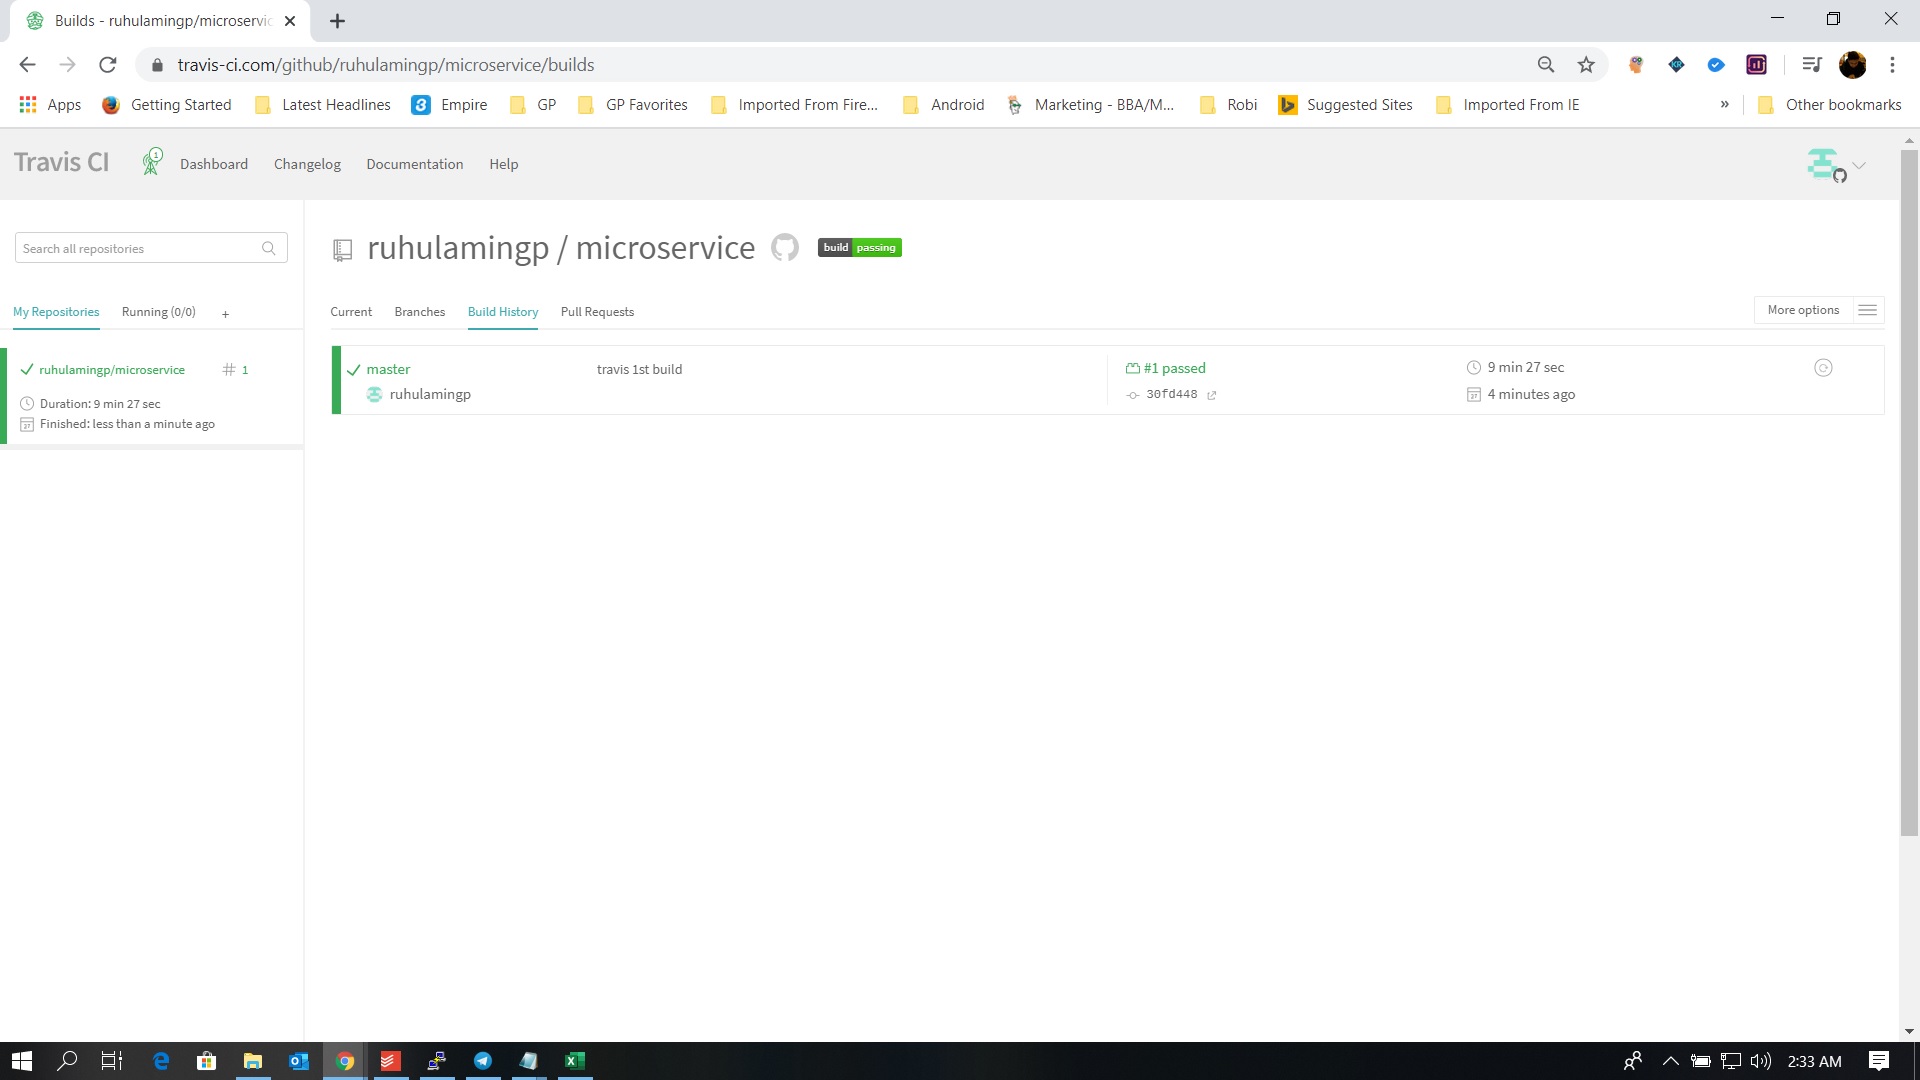 Builds - ruhulamingp/microservic
travis-ci.com/github/ruhulamingp/microservice/builds
Apps Getting Started Latest Headlines Empire GP GP Favorites Imported From Fire... Android Marketing - BBA/M... Robi Suggested Sites Imported From IE » Other bookmarks
Travis CI 1 Dashboard Changelog Documentation Help
Search all repositories
ruhulamingp / microservice build passing
My Repositories Running (0/0) +
Current Branches Build History Pull Requests More options
ruhulamingp/microservice # 1
Duration: 9 min 27 sec
Finished: less than a minute ago
master travis 1st build #1 passed 9 min 27 sec
ruhulamingp 30fd448 4 minutes ago
2:33 AM